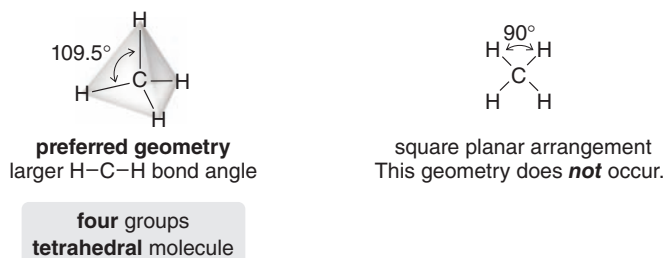 H
109.5°
C
H
H
H
preferred geometry
larger H–C–H bond angle
four groups
tetrahedral molecule
90°
H H
C
H H
square planar arrangement
This geometry does not occur.